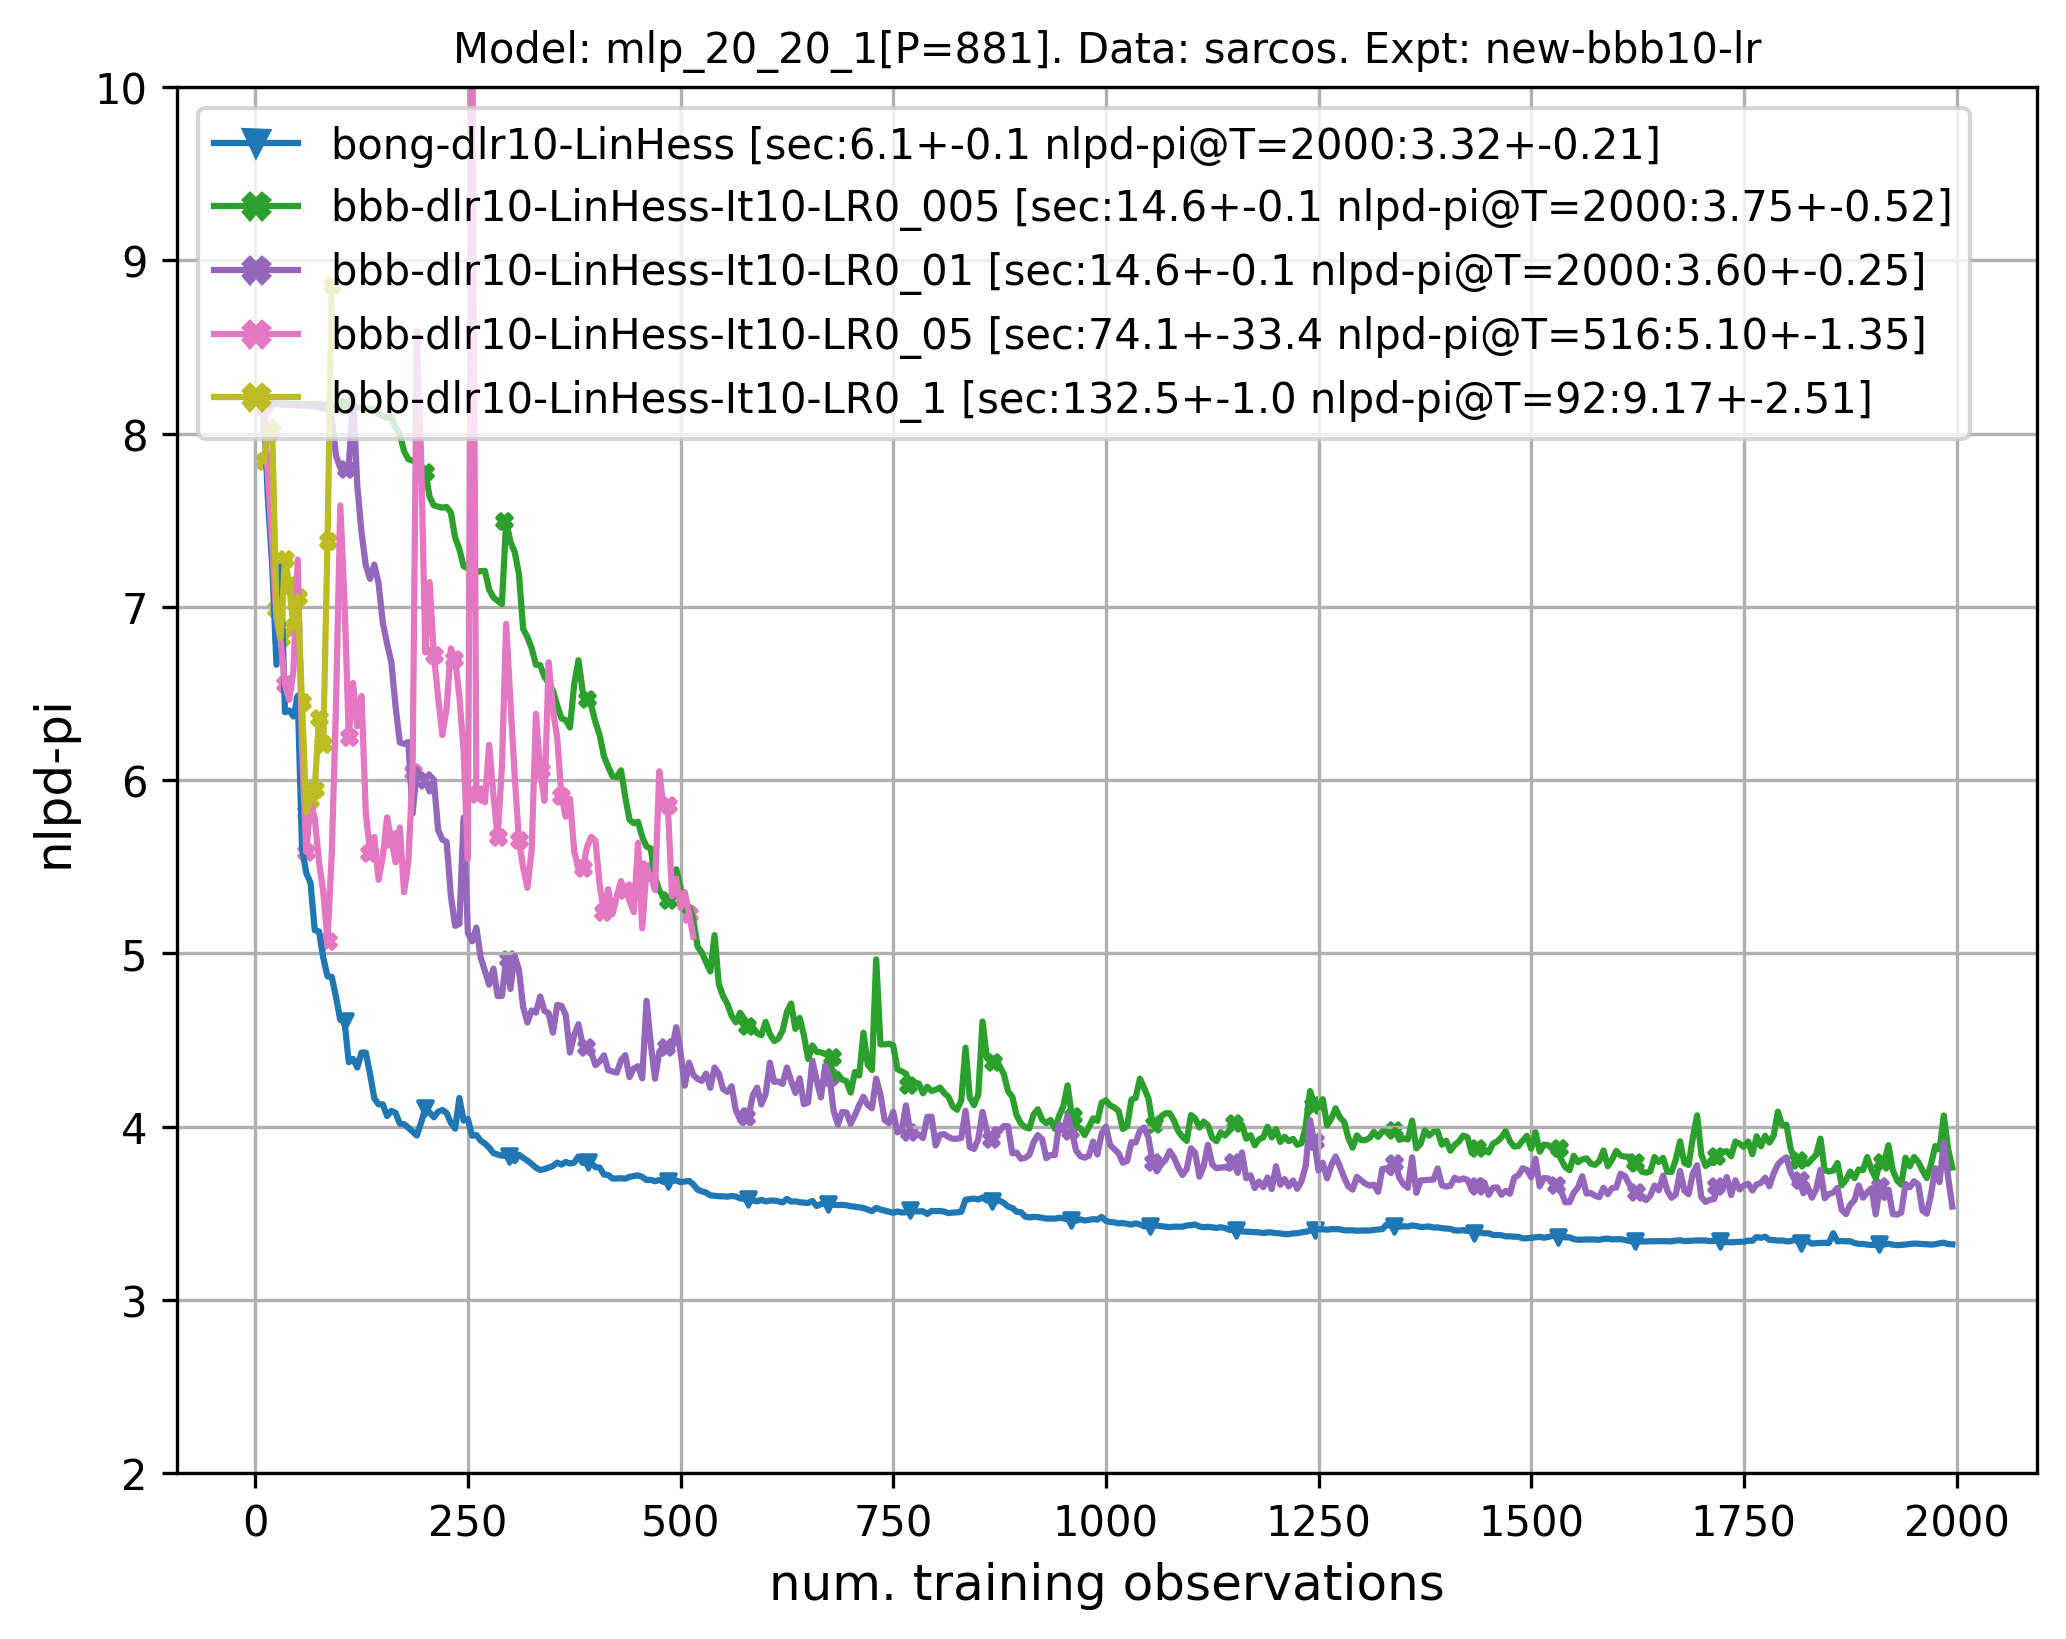 Model: mlp_20_20_1[P=881]. Data: sarcos. Expt: new-bbb10-lr
10
bong-dlr10-LinHess [sec:6.1+-0.1 nlpd-pi@T=2000:3.32+-0.21]
bbb-dlr10-LinHess-It10-LR0_005 [sec:14.6+-0.1 nlpd-pi@T=2000:3.75+-0.52]
9
bbb-dlr10-LinHess-It10-LR0_01 [sec:14.6+-0.1 nlpd-pi@T=2000:3.60+-0.25]
bbb-dlr10-LinHess-It10-LR0_05 [sec:74.1+-33.4 nlpd-pi@T=516:5.10+-1.35]
bbb-dlr10-LinHess-It10-LR0_1 [sec:132.5+-1.0 nlpd-pi@T=92:9.17+-2.51]
8
7
6
5
4
3
2
nlpd-pi
0 250 500 750 1000 1250 1500 1750 2000
num. training observations